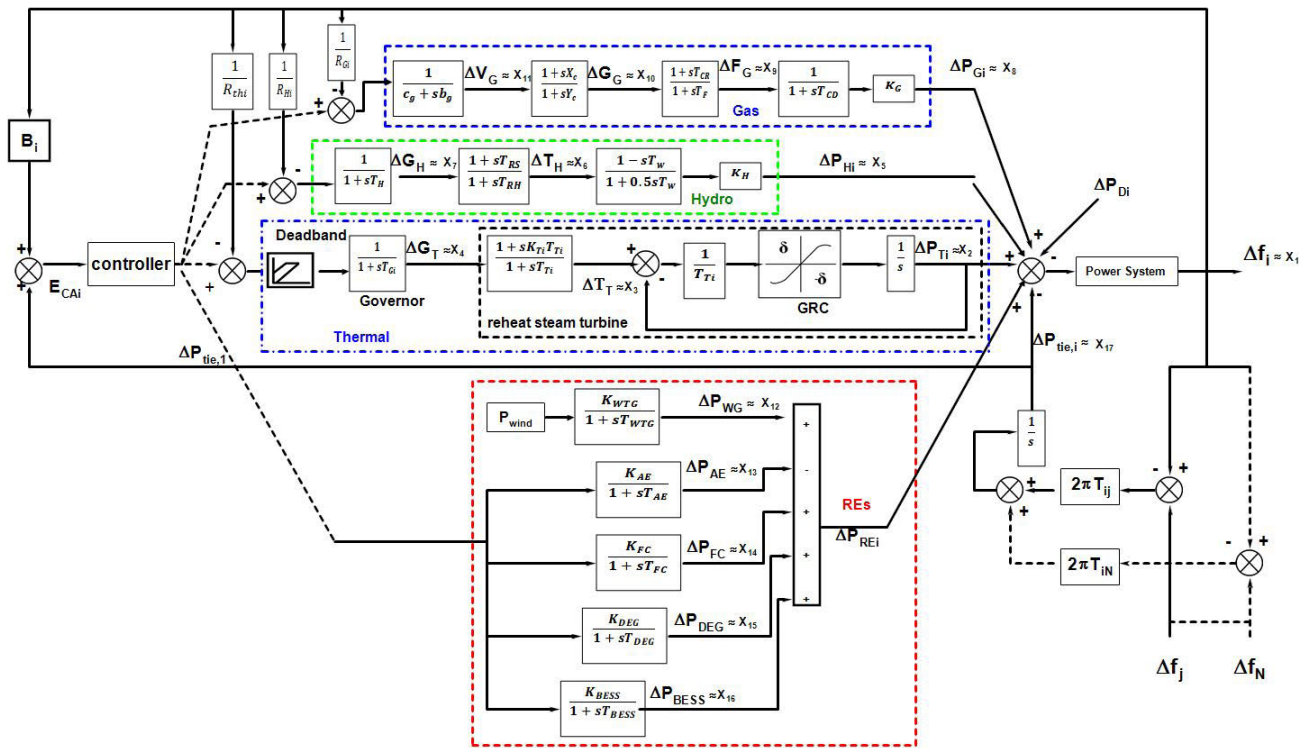 1
R_Gi
1
R_thi
1
R_Hi
B_i
1
c_g + sb_g
ΔV_G ≈ X_11
1 + sX_c
1 + sY_c
ΔG_G ≈ X_10
1 + sT_CR
1 + sT_F
ΔF_G ≈ X_9
1
1 + sT_CD
K_G
ΔP_Gi ≈ X_8
Gas
1
1 + sT_H
ΔG_H ≈ X_7
1 + sT_RS
1 + sT_RH
ΔT_H ≈ X_6
1 − sT_w
1 + 0.5sT_w
K_H
ΔP_Hi ≈ X_5
Hydro
ΔP_Di
E_CAi
controller
Deadband
1
1 + sT_Gi
Governor
ΔG_T ≈ X_4
1 + sK_Ti T_Ti
1 + sT_Ti
ΔT_T ≈ X_3
1
T_Ti
δ
-δ
GRC
1
s
ΔP_Ti ≈ X_2
reheat steam turbine
Thermal
Power System
Δf_i ≈ X_1
ΔP_tie,1
ΔP_tie,i ≈ X_17
P_wind
K_WTG
1 + sT_WTG
ΔP_WG ≈ X_12
K_AE
1 + sT_AE
ΔP_AE ≈ X_13
K_FC
1 + sT_FC
ΔP_FC ≈ X_14
K_DEG
1 + sT_DEG
ΔP_DEG ≈ X_15
K_BESS
1 + sT_BESS
ΔP_BESS ≈ X_16
+
-
+
+
+
REs
ΔP_REi
1
s
2π T_ij
2πT_iN
Δf_j
Δf_N